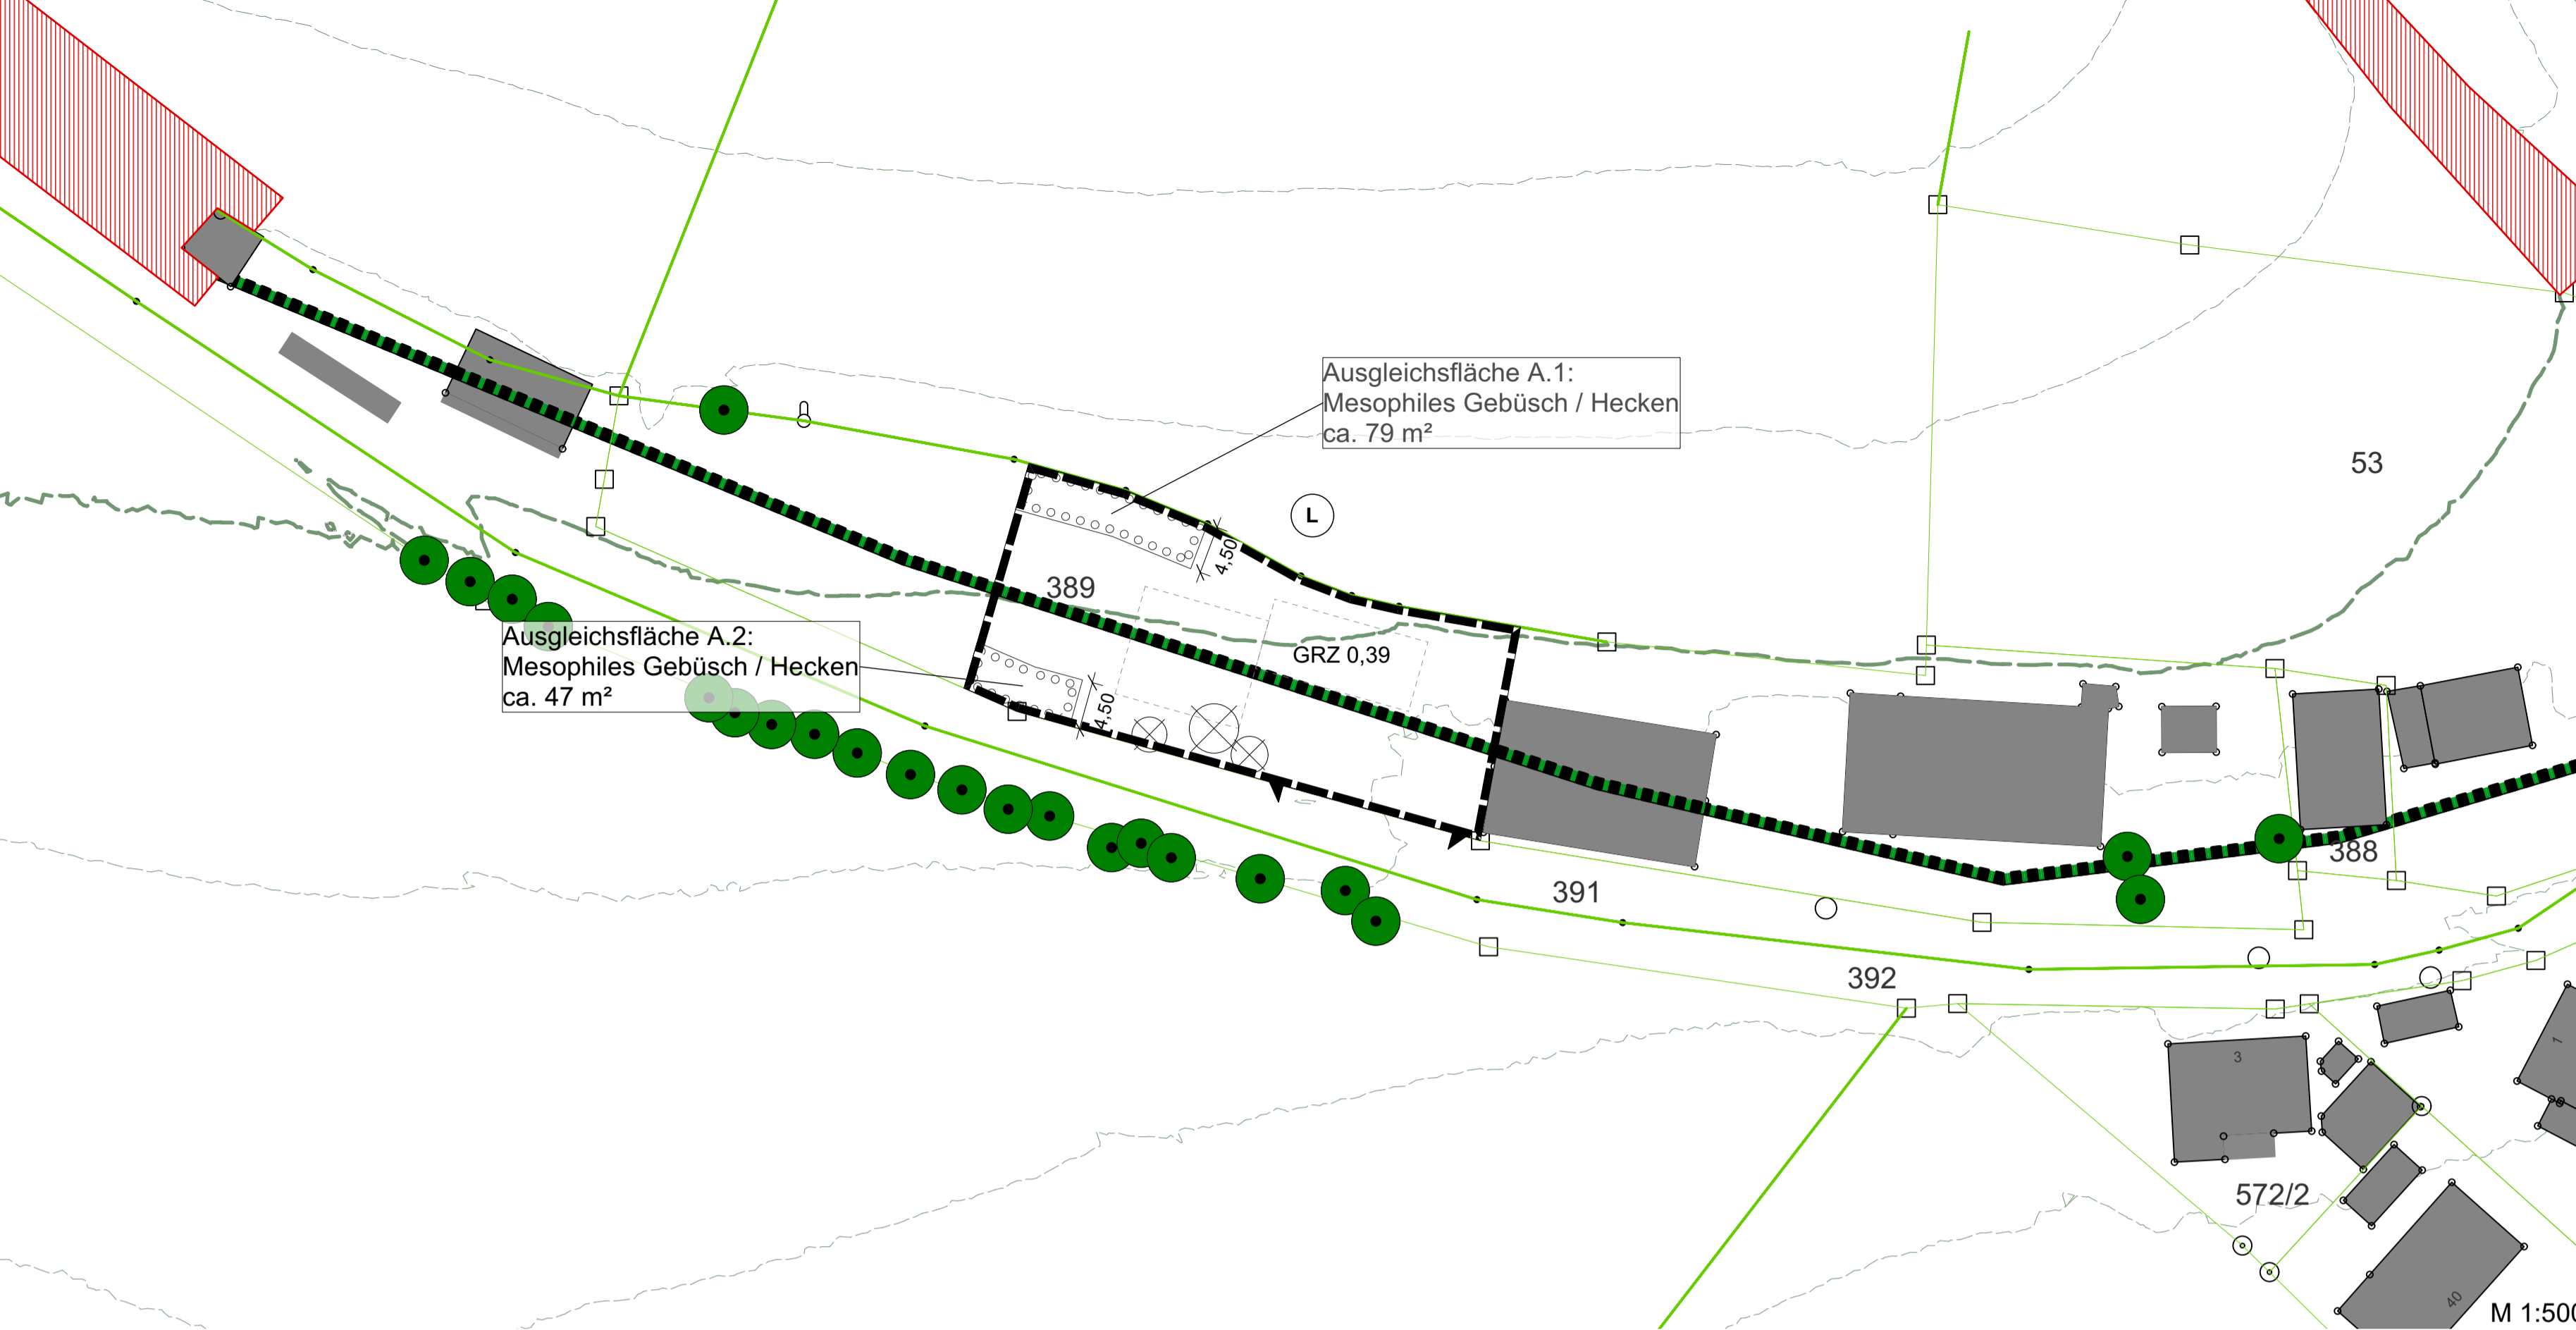 Ausgleichsfläche A.1:
Mesophiles Gebüsch / Hecken
ca. 79 m²
53
L
4,50
389
Ausgleichsfläche A.2:
Mesophiles Gebüsch / Hecken
ca. 47 m²
GRZ 0,39
4,50
388
391
392
3
1
572/2
40
M 1:500